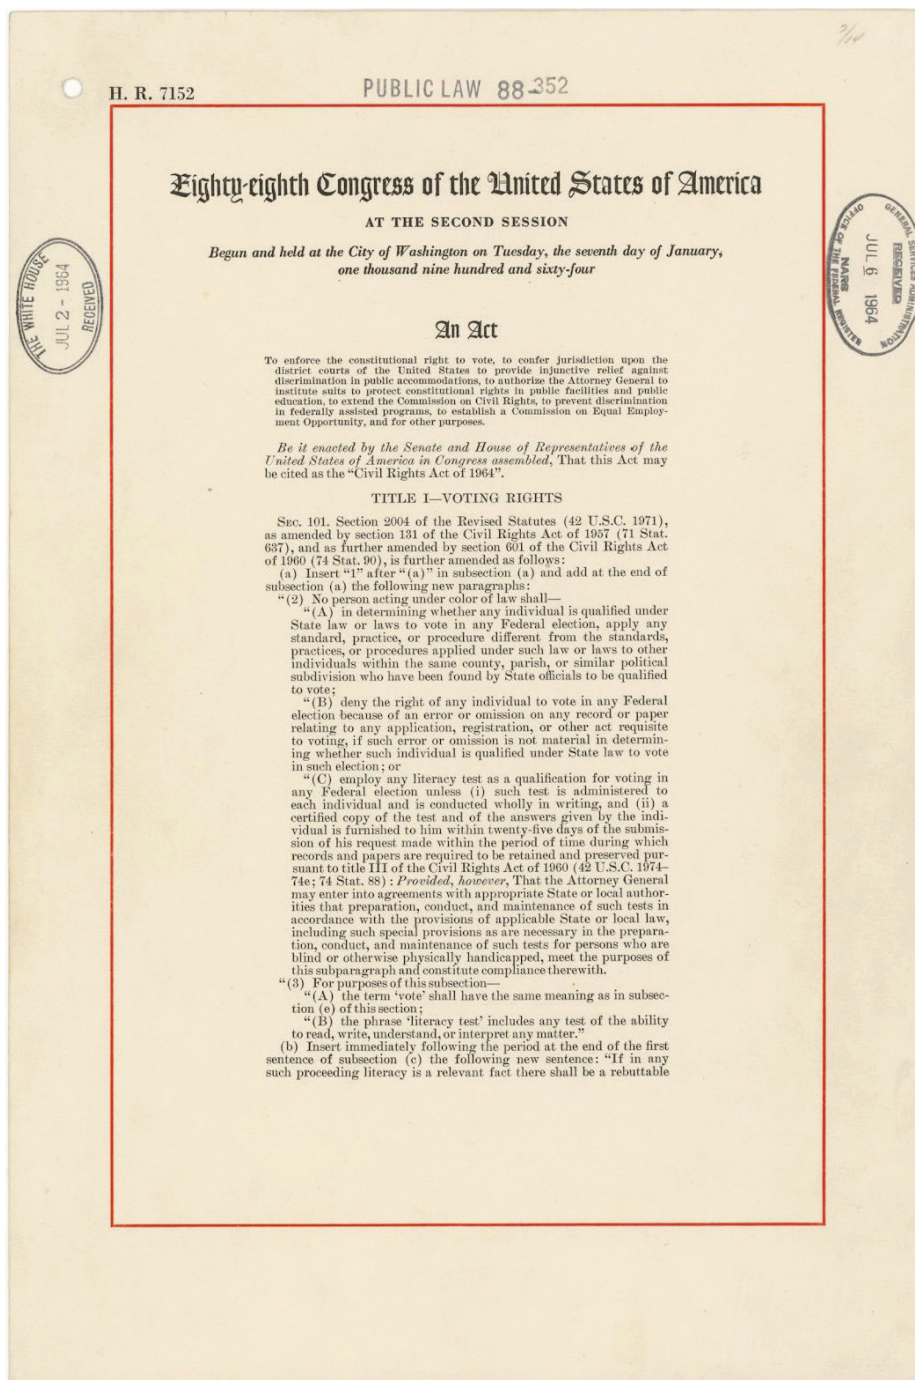 H. R. 7152
PUBLIC LAW 88-352
Eighty-eighth Congress of the United States of America
AT THE SECOND SESSION
Begun and held at the City of Washington on Tuesday, the seventh day of January,
one thousand nine hundred and sixty-four
THE WHITE HOUSE
JUL 2 - 1964
RECEIVED
GENERAL SERVICES ADMINISTRATION
RECEIVED
JUL 6 1964
NARS
OFFICE OF THE FEDERAL REGISTER
An Act
To enforce the constitutional right to vote, to confer jurisdiction upon the
district courts of the United States to provide injunctive relief against
discrimination in public accommodations, to authorize the Attorney General to
institute suits to protect constitutional rights in public facilities and public
education, to extend the Commission on Civil Rights, to prevent discrimination
in federally assisted programs, to establish a Commission on Equal Employ-
ment Opportunity, and for other purposes.
Be it enacted by the Senate and House of Representatives of the
United States of America in Congress assembled, That this Act may
be cited as the “Civil Rights Act of 1964”.
TITLE I—VOTING RIGHTS
SEC. 101. Section 2004 of the Revised Statutes (42 U.S.C. 1971),
as amended by section 131 of the Civil Rights Act of 1957 (71 Stat.
637), and as further amended by section 601 of the Civil Rights Act
of 1960 (74 Stat. 90), is further amended as follows:
(a) Insert “1” after “(a)” in subsection (a) and add at the end of
subsection (a) the following new paragraphs:
“(2) No person acting under color of law shall—
“(A) in determining whether any individual is qualified under
State law or laws to vote in any Federal election, apply any
standard, practice, or procedure different from the standards,
practices, or procedures applied under such law or laws to other
individuals within the same county, parish, or similar political
subdivision who have been found by State officials to be qualified
to vote;
“(B) deny the right of any individual to vote in any Federal
election because of an error or omission on any record or paper
relating to any application, registration, or other act requisite
to voting, if such error or omission is not material in determin-
ing whether such individual is qualified under State law to vote
in such election; or
“(C) employ any literacy test as a qualification for voting in
any Federal election unless (i) such test is administered to
each individual and is conducted wholly in writing, and (ii) a
certified copy of the test and of the answers given by the indi-
vidual is furnished to him within twenty-five days of the submis-
sion of his request made within the period of time during which
records and papers are required to be retained and preserved pur-
suant to title III of the Civil Rights Act of 1960 (42 U.S.C. 1974–
74e; 74 Stat. 88): Provided, however, That the Attorney General
may enter into agreements with appropriate State or local author-
ities that preparation, conduct, and maintenance of such tests in
accordance with the provisions of applicable State or local law,
including such special provisions as are necessary in the prepara-
tion, conduct, and maintenance of such tests for persons who are
blind or otherwise physically handicapped, meet the purposes of
this subparagraph and constitute compliance therewith.
“(3) For purposes of this subsection—
“(A) the term ‘vote’ shall have the same meaning as in subsec-
tion (e) of this section;
“(B) the phrase ‘literacy test’ includes any test of the ability
to read, write, understand, or interpret any matter.”
(b) Insert immediately following the period at the end of the first
sentence of subsection (c) the following new sentence: “If in any
such proceeding literacy is a relevant fact there shall be a rebuttable